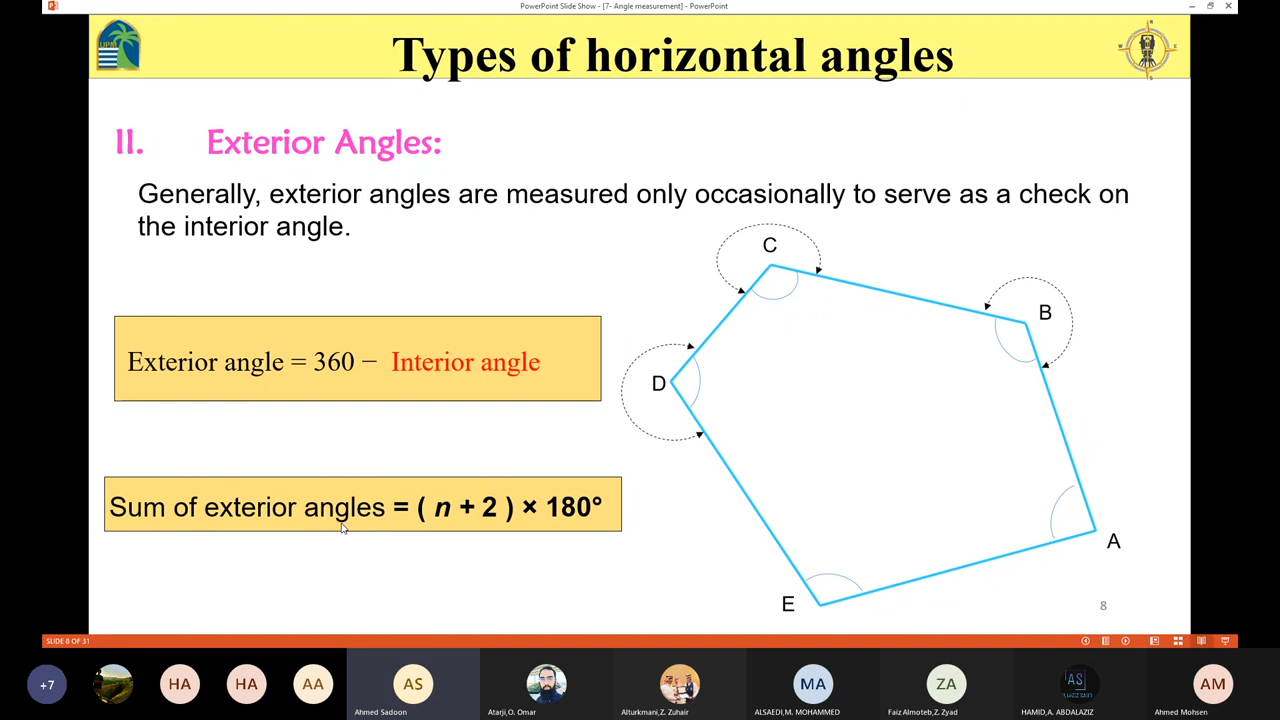 PowerPoint Slide Show - [7- Angle measurement] - PowerPoint
Types of horizontal angles
UPM
N
W
E
S
II. Exterior Angles:
Generally, exterior angles are measured only occasionally to serve as a check on
the interior angle.
C
B
D
A
E
Exterior angle = 360 − Interior angle
Sum of exterior angles = ( n + 2 ) × 180°
8
SLIDE 8 OF 31
+7
HA
HA
AA
AS
Ahmed Sadoon
Atarji,O. Omar
Alturkmani,Z. Zuhair
MA
ALSAEDI,M. MOHAMMED
ZA
Faiz Almoteb,Z. Zyad
AS
HAMID,A. ABDALAZIZ
AM
Ahmed Mohsen